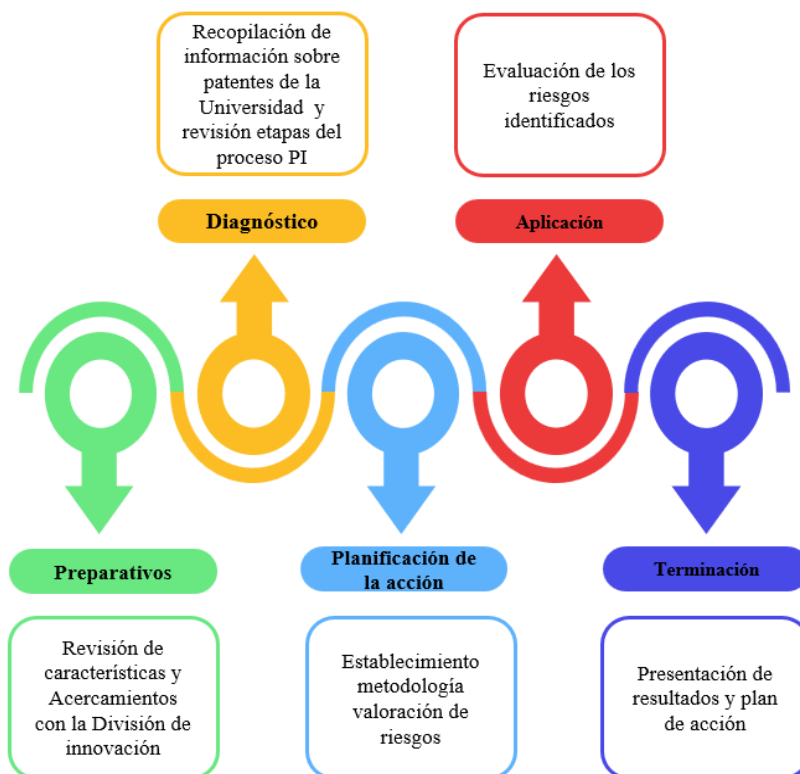 Recopilación de
información sobre
patentes de la
Universidad y
revisión etapas del
proceso PI
Evaluación de los
riesgos
identificados
Diagnóstico
Aplicación
Preparativos
Planificación de
la acción
Terminación
Revisión de
características y
Acercamientos
con la División de
innovación
Establecimiento
metodología
valoración de
riesgos
Presentación de
resultados y plan
de acción